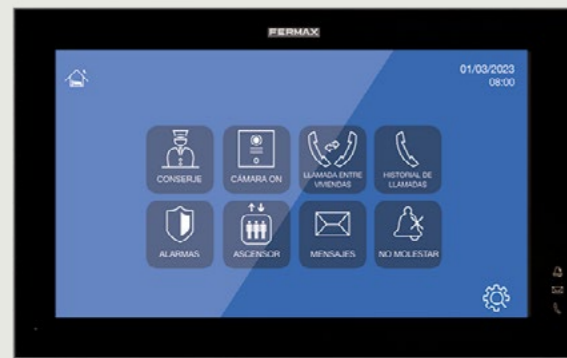 FERMAX
01/03/2023
08:00
CONSERJE
CÁMARA ON
LLAMADA ENTRE
VIVIENDAS
HISTORIAL DE
LLAMADAS
ALARMAS
ASCENSOR
MENSAJES
NO MOLESTAR